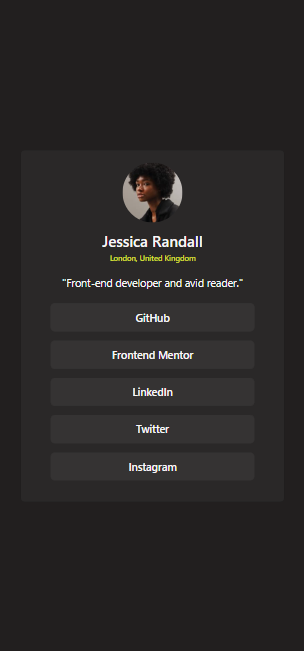 Jessica Randall
London, United Kingdom
"Front-end developer and avid reader."
GitHub
Frontend Mentor
LinkedIn
Twitter
Instagram